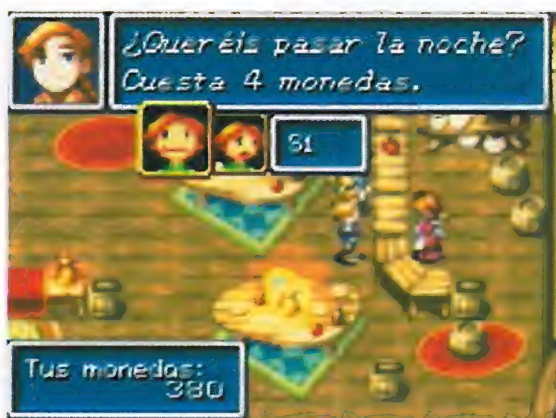 ¿Queréis pasar la noche?
Cuesta 4 monedas.
Sí
Tus monedas:
380